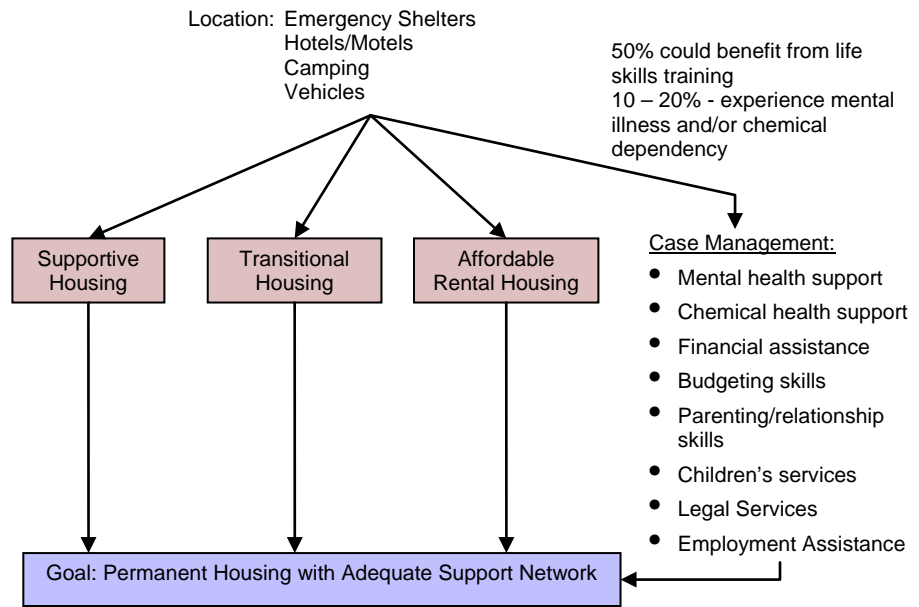 Location: Emergency Shelters
Hotels/Motels
Camping
Vehicles
50% could benefit from life
skills training
10 – 20% - experience mental
illness and/or chemical
dependency
Supportive
Housing
Transitional
Housing
Affordable
Rental Housing
Case Management:
• Mental health support
• Chemical health support
• Financial assistance
• Budgeting skills
• Parenting/relationship
skills
• Children’s services
• Legal Services
• Employment Assistance
Goal: Permanent Housing with Adequate Support Network